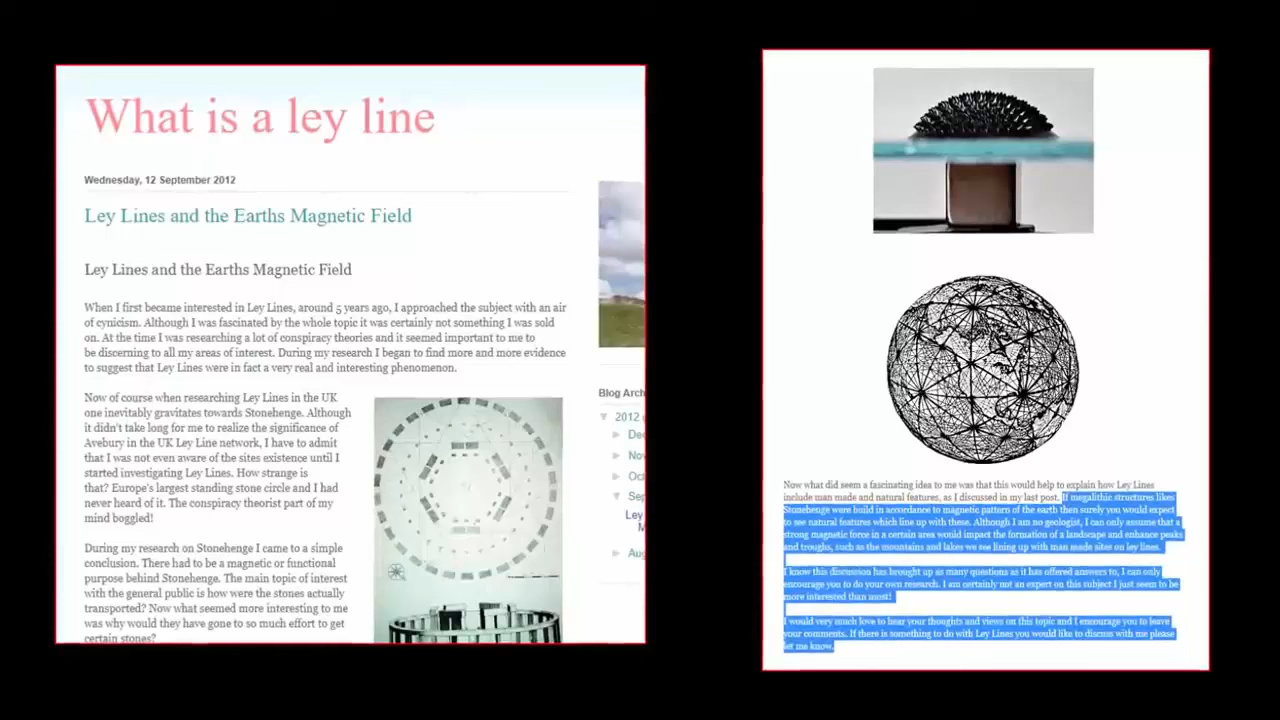 What is a ley line
Wednesday, 12 September 2012
Ley Lines and the Earths Magnetic Field
Ley Lines and the Earths Magnetic Field
When I first became interested in Ley Lines, around 5 years ago, I approached the subject with an air
of cynicism. Although I was fascinated by the whole topic it was certainly not something I was sold
on. At the time I was researching a lot of conspiracy theories and it seemed important to me to
be discerning to all my areas of interest. During my research I began to find more and more evidence
to suggest that Ley Lines were in fact a very real and interesting phenomenon.
Now of course when researching Ley Lines in the UK
one inevitably gravitates towards Stonehenge. Although
it didn't take long for me to realize the significance of
Avebury in the UK Ley Line network, I have to admit
that I was not even aware of the sites existence until I
started investigating Ley Lines. How strange is
that? Europe's largest standing stone circle and I had
never heard of it. The conspiracy theorist part of my
mind boggled!
During my research on Stonehenge I came to a simple
conclusion. There had to be a magnetic or functional
purpose behind Stonehenge. The main topic of interest
with the general public is how were the stones actually
transported? Now what seemed more interesting to me
was why would they have gone to so much effort to get
certain stones?
Blog Arch
2012
Dec
Nov
Oct
Sep
Ley
M
Aug
Now what did seem a fascinating idea to me was that this would help to explain how Ley Lines
include man made and natural features, as I discussed in my last post. If megalithic structures likes
Stonehenge were build in accordance to magnetic pattern of the earth then surely you would expect
to see natural features which line up with these. Although I am no geologist, I can only assume that a
strong magnetic force in a certain area would impact the formation of a landscape and enhance peaks
and troughs, such as the mountains and lakes we see lining up with man made sites on ley lines.
I know this discussion has brought up as many questions as it has offered answers to, I can only
encourage you to do your own research. I am certainly not an expert on this subject I just seem to be
more interested than most!
I would very much love to hear your thoughts and views on this topic and I encourage you to leave
your comments. If there is something to do with Ley Lines you would like to discuss with me please
let me know.